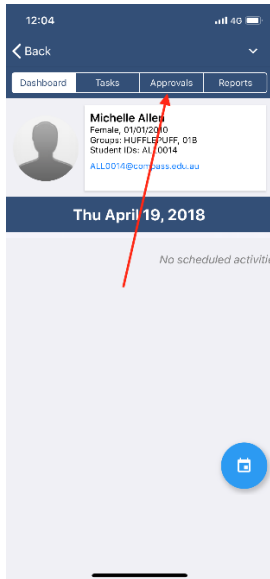 12:04
4G
Back
Dashboard Tasks Approvals Reports
Michelle Allen
Female, 01/01/2010
Groups: HUFFLEPUFF, 01B
Student IDs: ALL0014
ALL0014@compass.edu.au
Thu April 19, 2018
No scheduled activiti